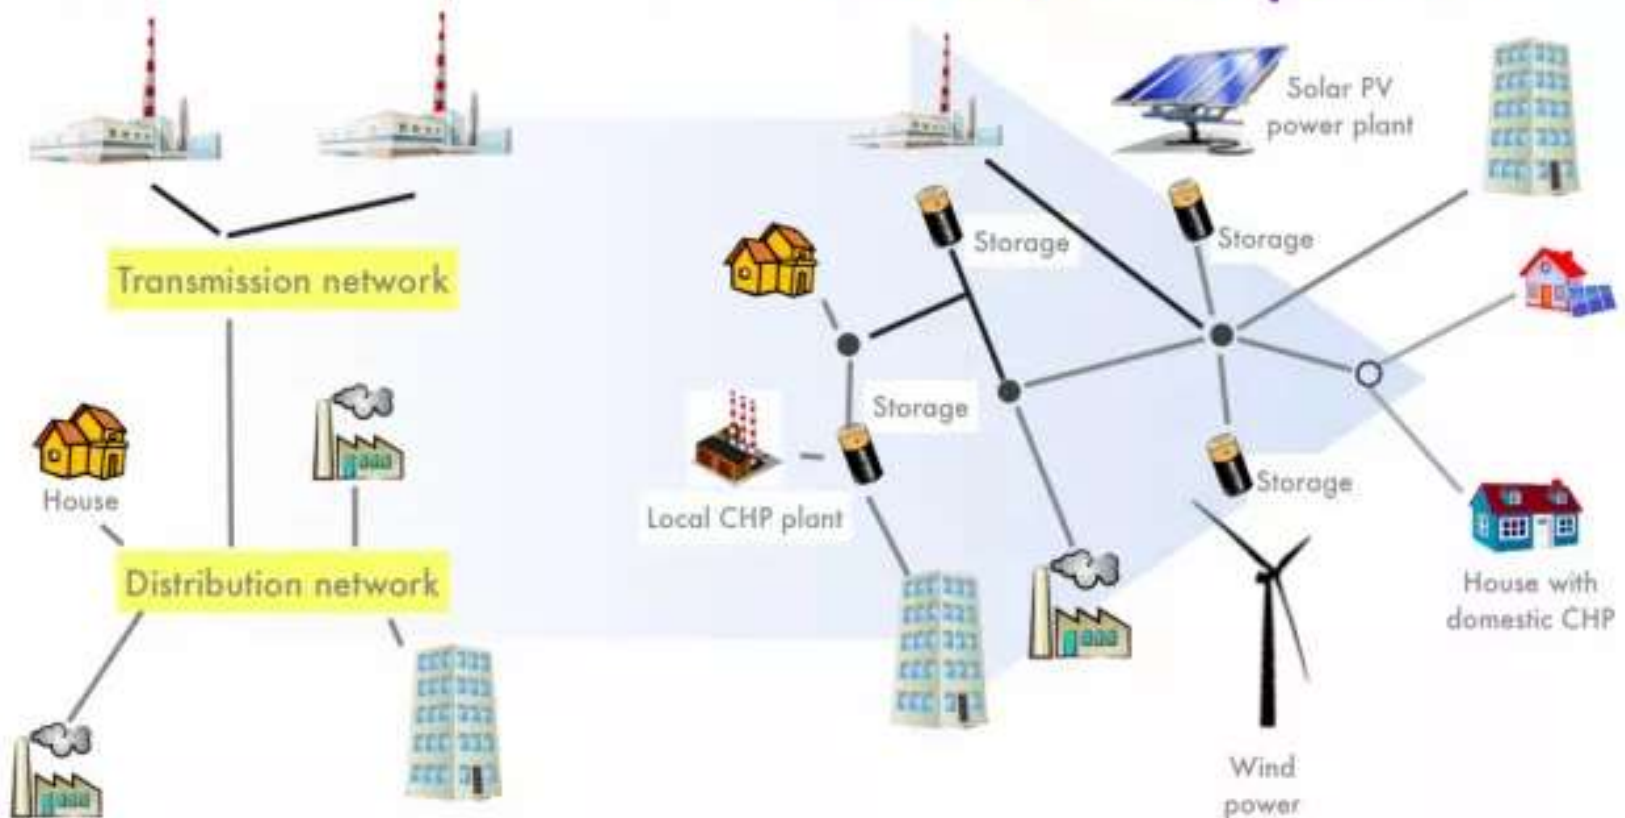 Solar PV
power plant
Storage
Storage
Transmission network
Storage
House
Storage
Local CHP plant
Distribution network
House with
domestic CHP
Wind
power